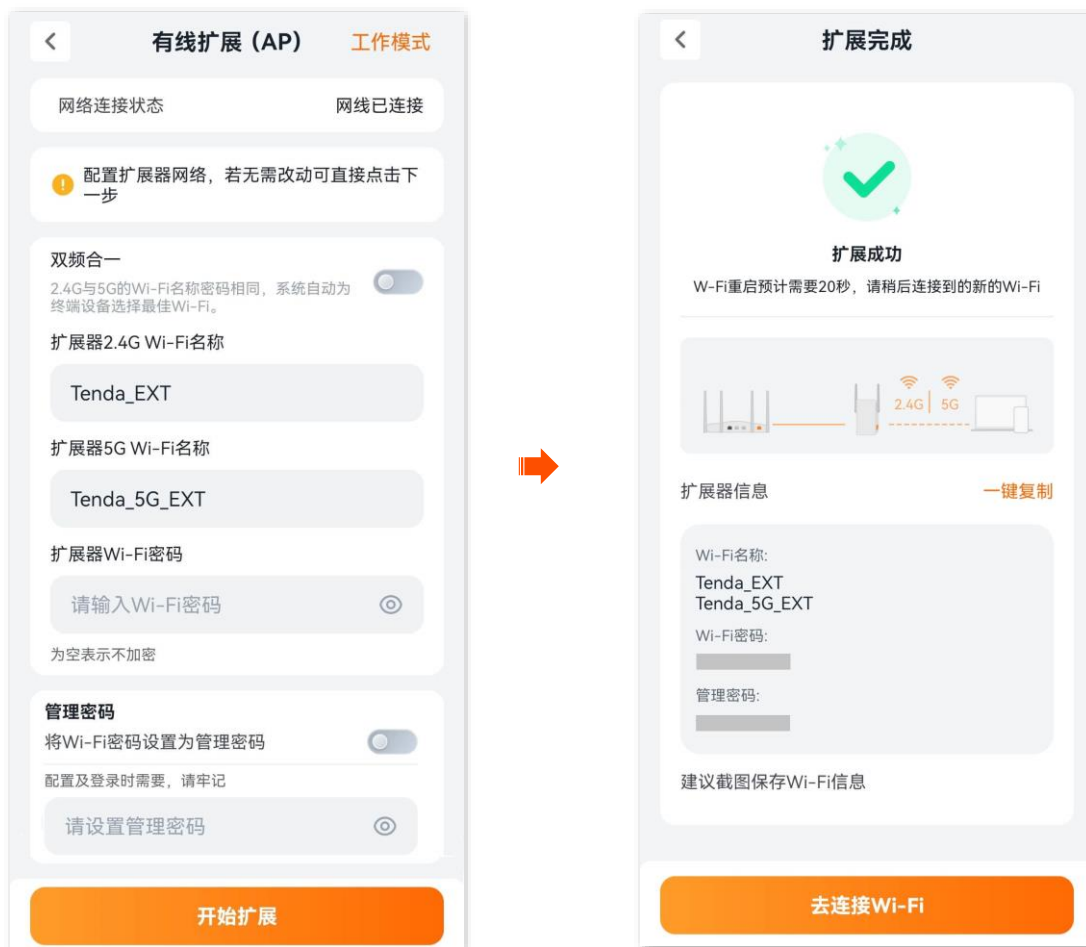 有线扩展（AP）
工作模式
网络连接状态
网线已连接
配置扩展器网络，若无需改动可直接点击下
一步
双频合一
2.4G与5G的Wi-Fi名称密码相同，系统自动为
终端设备选择最佳Wi-Fi。
扩展器2.4G Wi-Fi名称
Tenda_EXT
扩展器5G Wi-Fi名称
Tenda_5G_EXT
扩展器Wi-Fi密码
请输入Wi-Fi密码
为空表示不加密
管理密码
将Wi-Fi密码设置为管理密码
配置及登录时需要，请牢记
请设置管理密码
开始扩展
扩展完成
扩展成功
W-Fi重启预计需要20秒，请稍后连接到的新的Wi-Fi
2.4G
5G
扩展器信息
一键复制
Wi-Fi名称:
Tenda_EXT
Tenda_5G_EXT
Wi-Fi密码:
管理密码:
建议截图保存Wi-Fi信息
去连接Wi-Fi